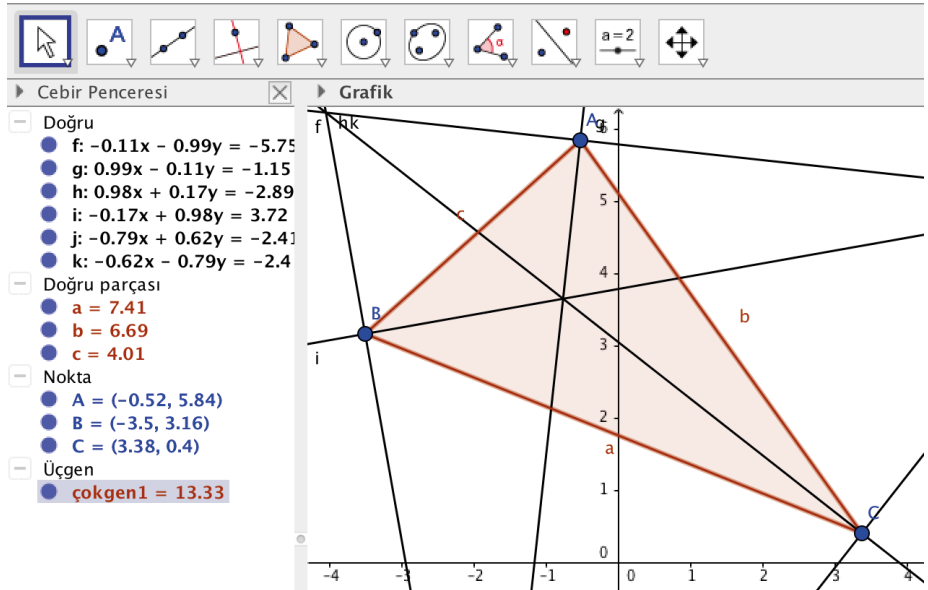 A
α
a = 2
Cebir Penceresi
Grafik
Doğru
f: -0.11x - 0.99y = -5.75
g: 0.99x - 0.11y = -1.15
h: 0.98x + 0.17y = -2.89
i: -0.17x + 0.98y = 3.72
j: -0.79x + 0.62y = -2.41
k: -0.62x - 0.79y = -2.4
Doğru parçası
a = 7.41
b = 6.69
c = 4.01
Nokta
A = (-0.52, 5.84)
B = (-3.5, 3.16)
C = (3.38, 0.4)
Üçgen
çokgen1 = 13.33
f hk A g 6
5
c
4
B b
3
i
2
a
1
C
0
-4 -3 -2 -1 0 1 2 3 4